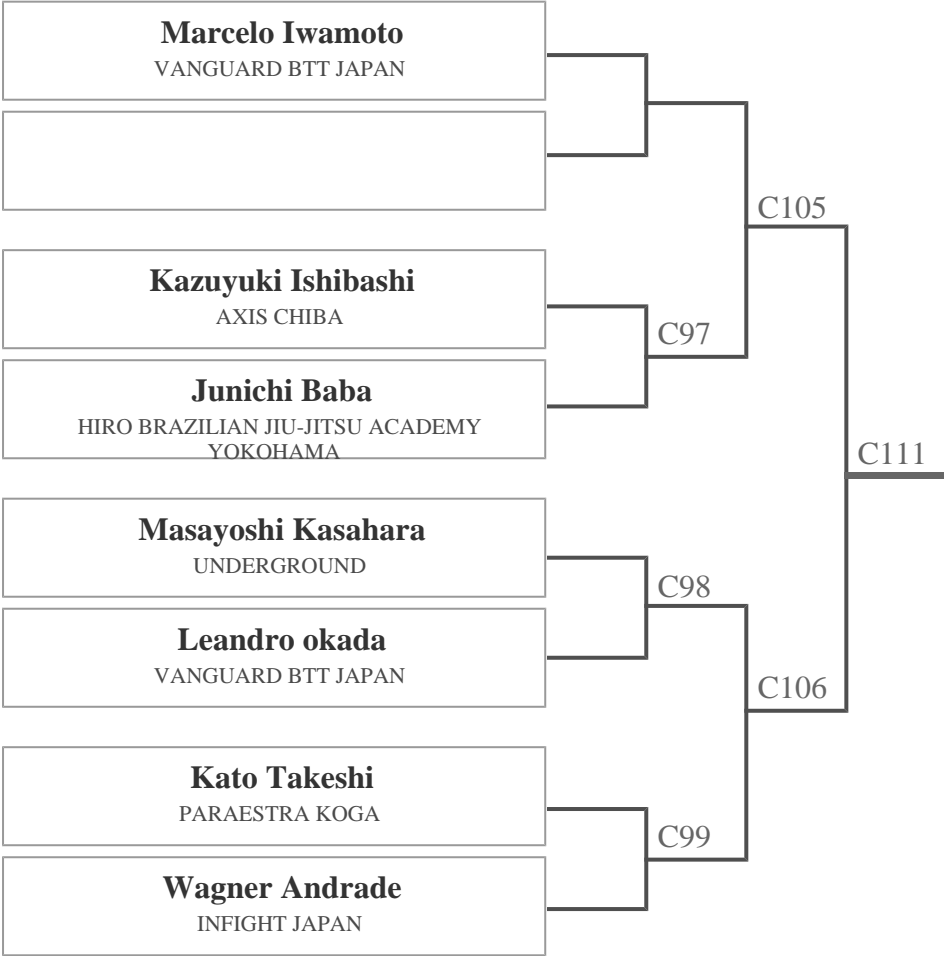 Marcelo Iwamoto
VANGUARD BTT JAPAN
C105
Kazuyuki Ishibashi
AXIS CHIBA
C97
Junichi Baba
HIRO BRAZILIAN JIU-JITSU ACADEMY
YOKOHAMA
C111
Masayoshi Kasahara
UNDERGROUND
C98
Leandro okada
VANGUARD BTT JAPAN
C106
Kato Takeshi
PARAESTRA KOGA
C99
Wagner Andrade
INFIGHT JAPAN